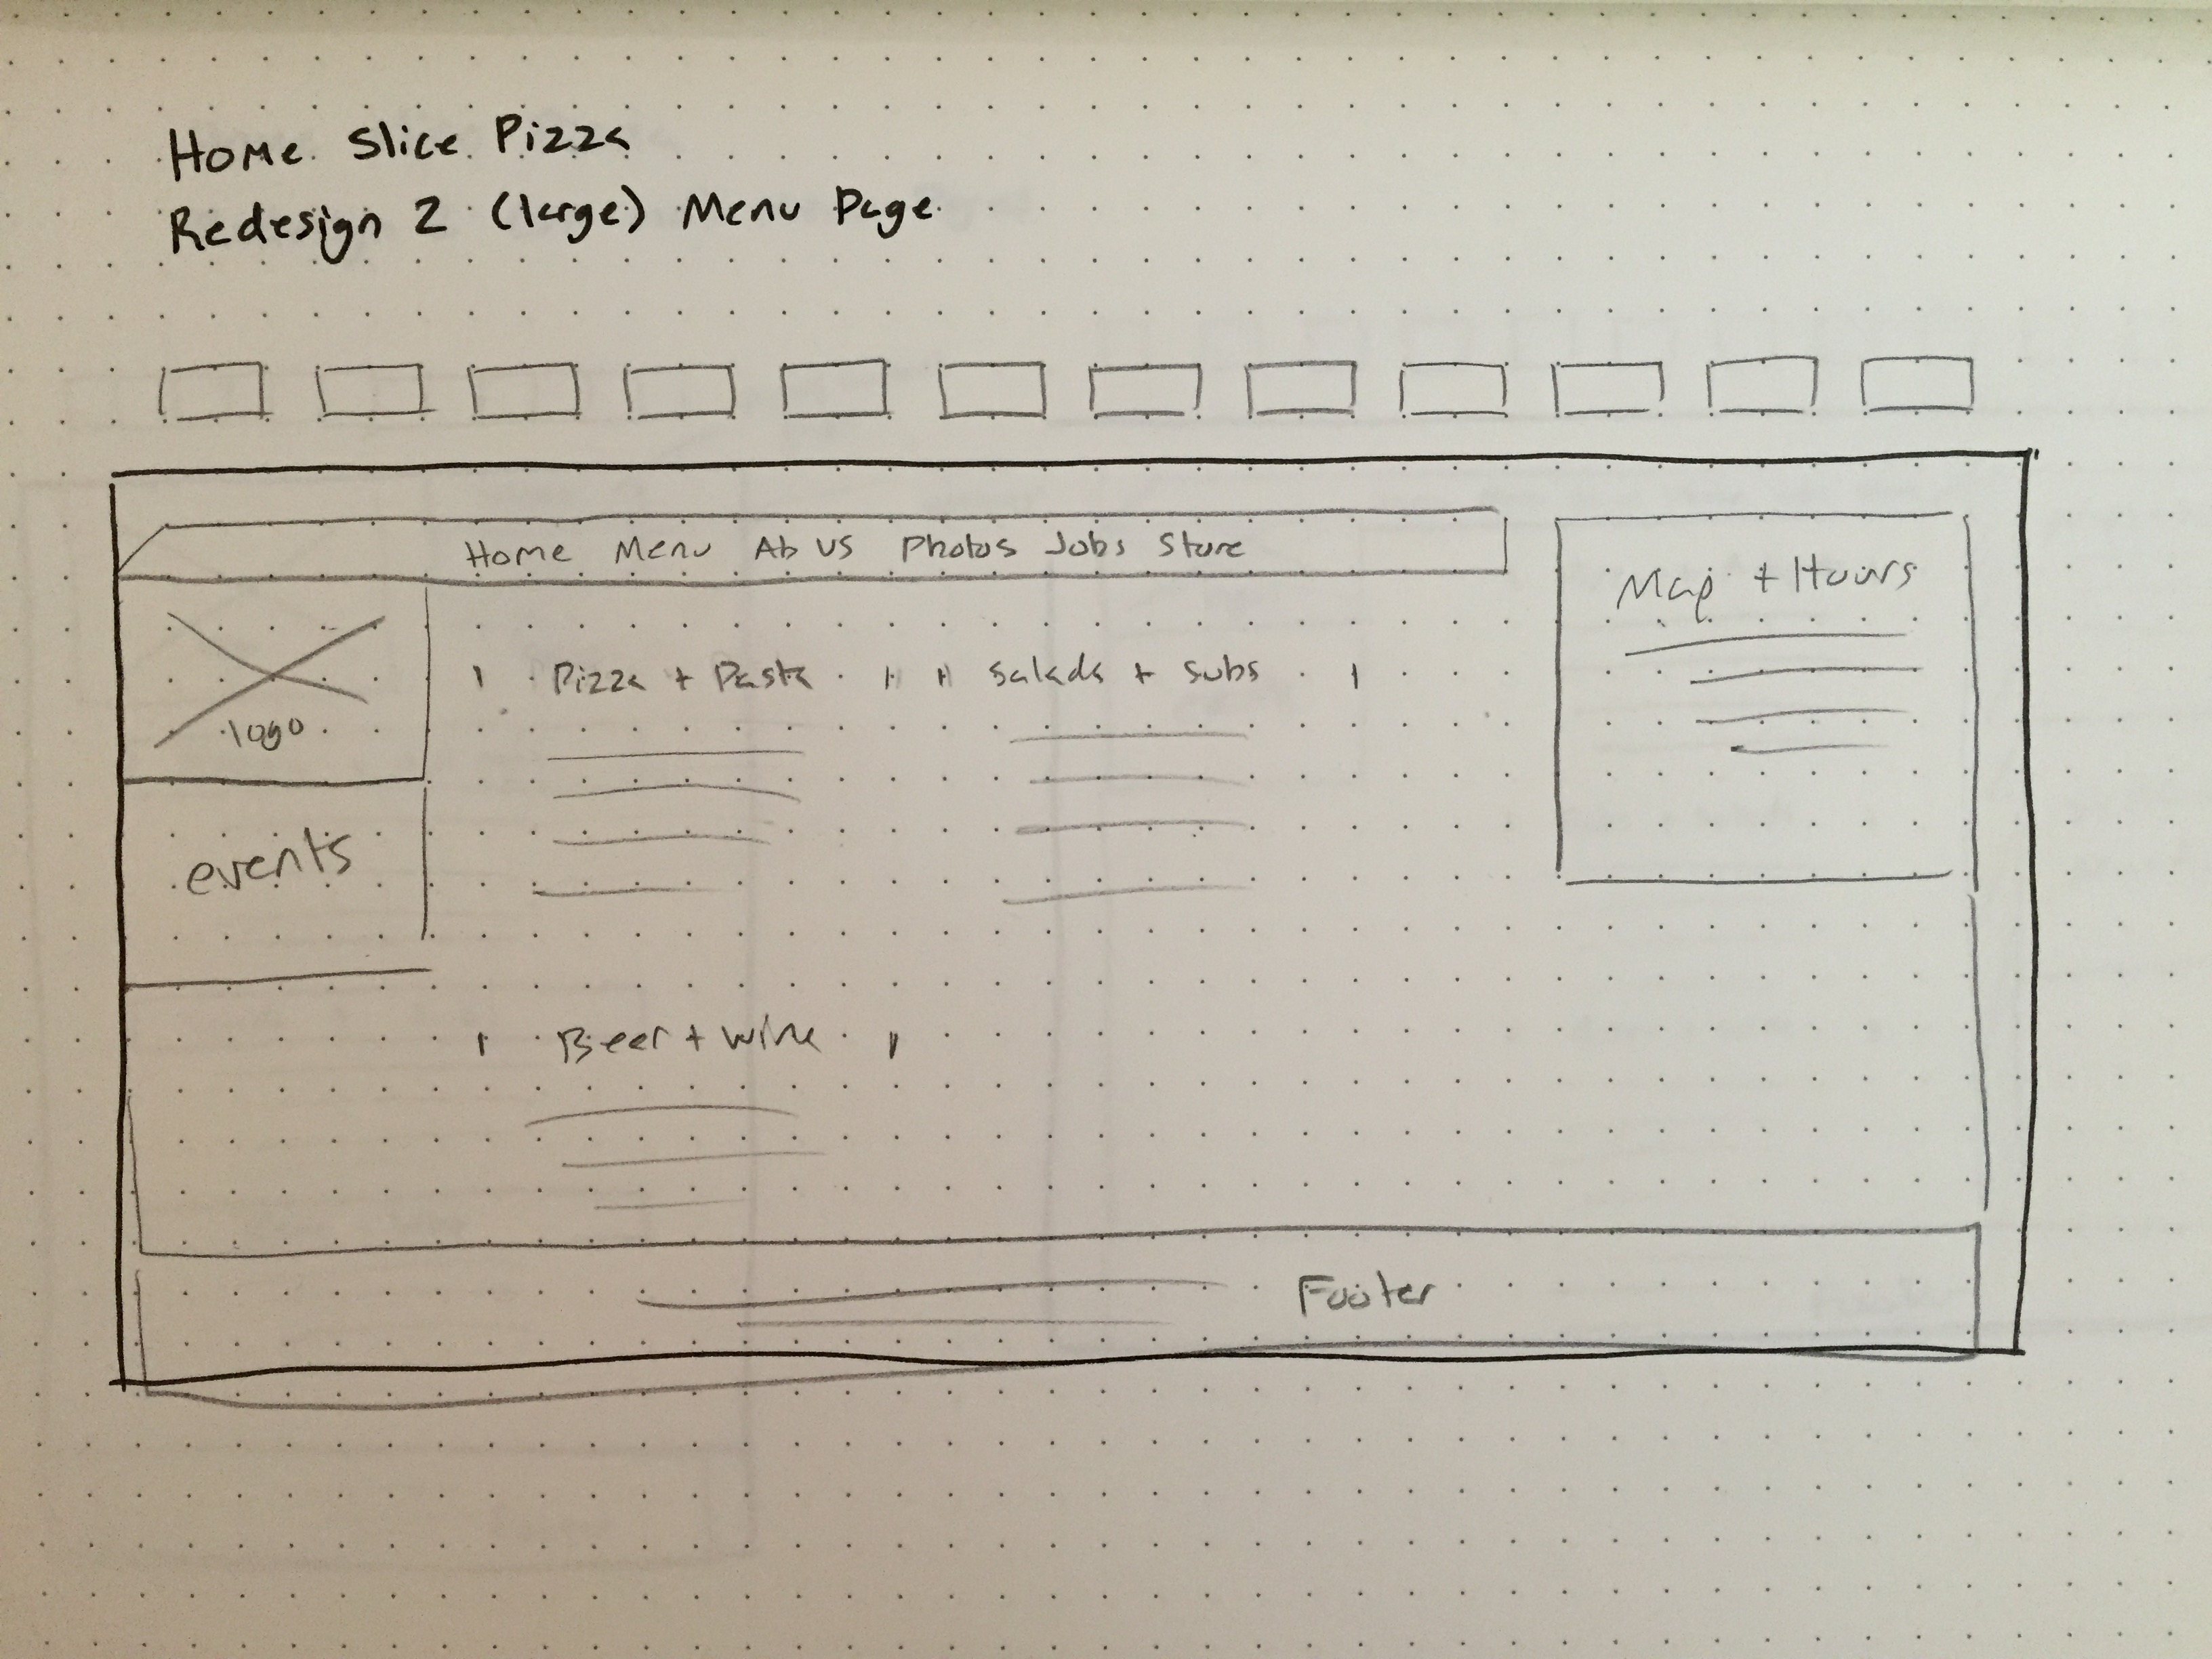 Home Slice Pizza
Redesign 2 (large) Menu Page
Home Menu Ab us Photos Jobs Store
Map + Hours
logo
Pizza + Pasta
Salads + Subs
events
Beer + wine
Footer